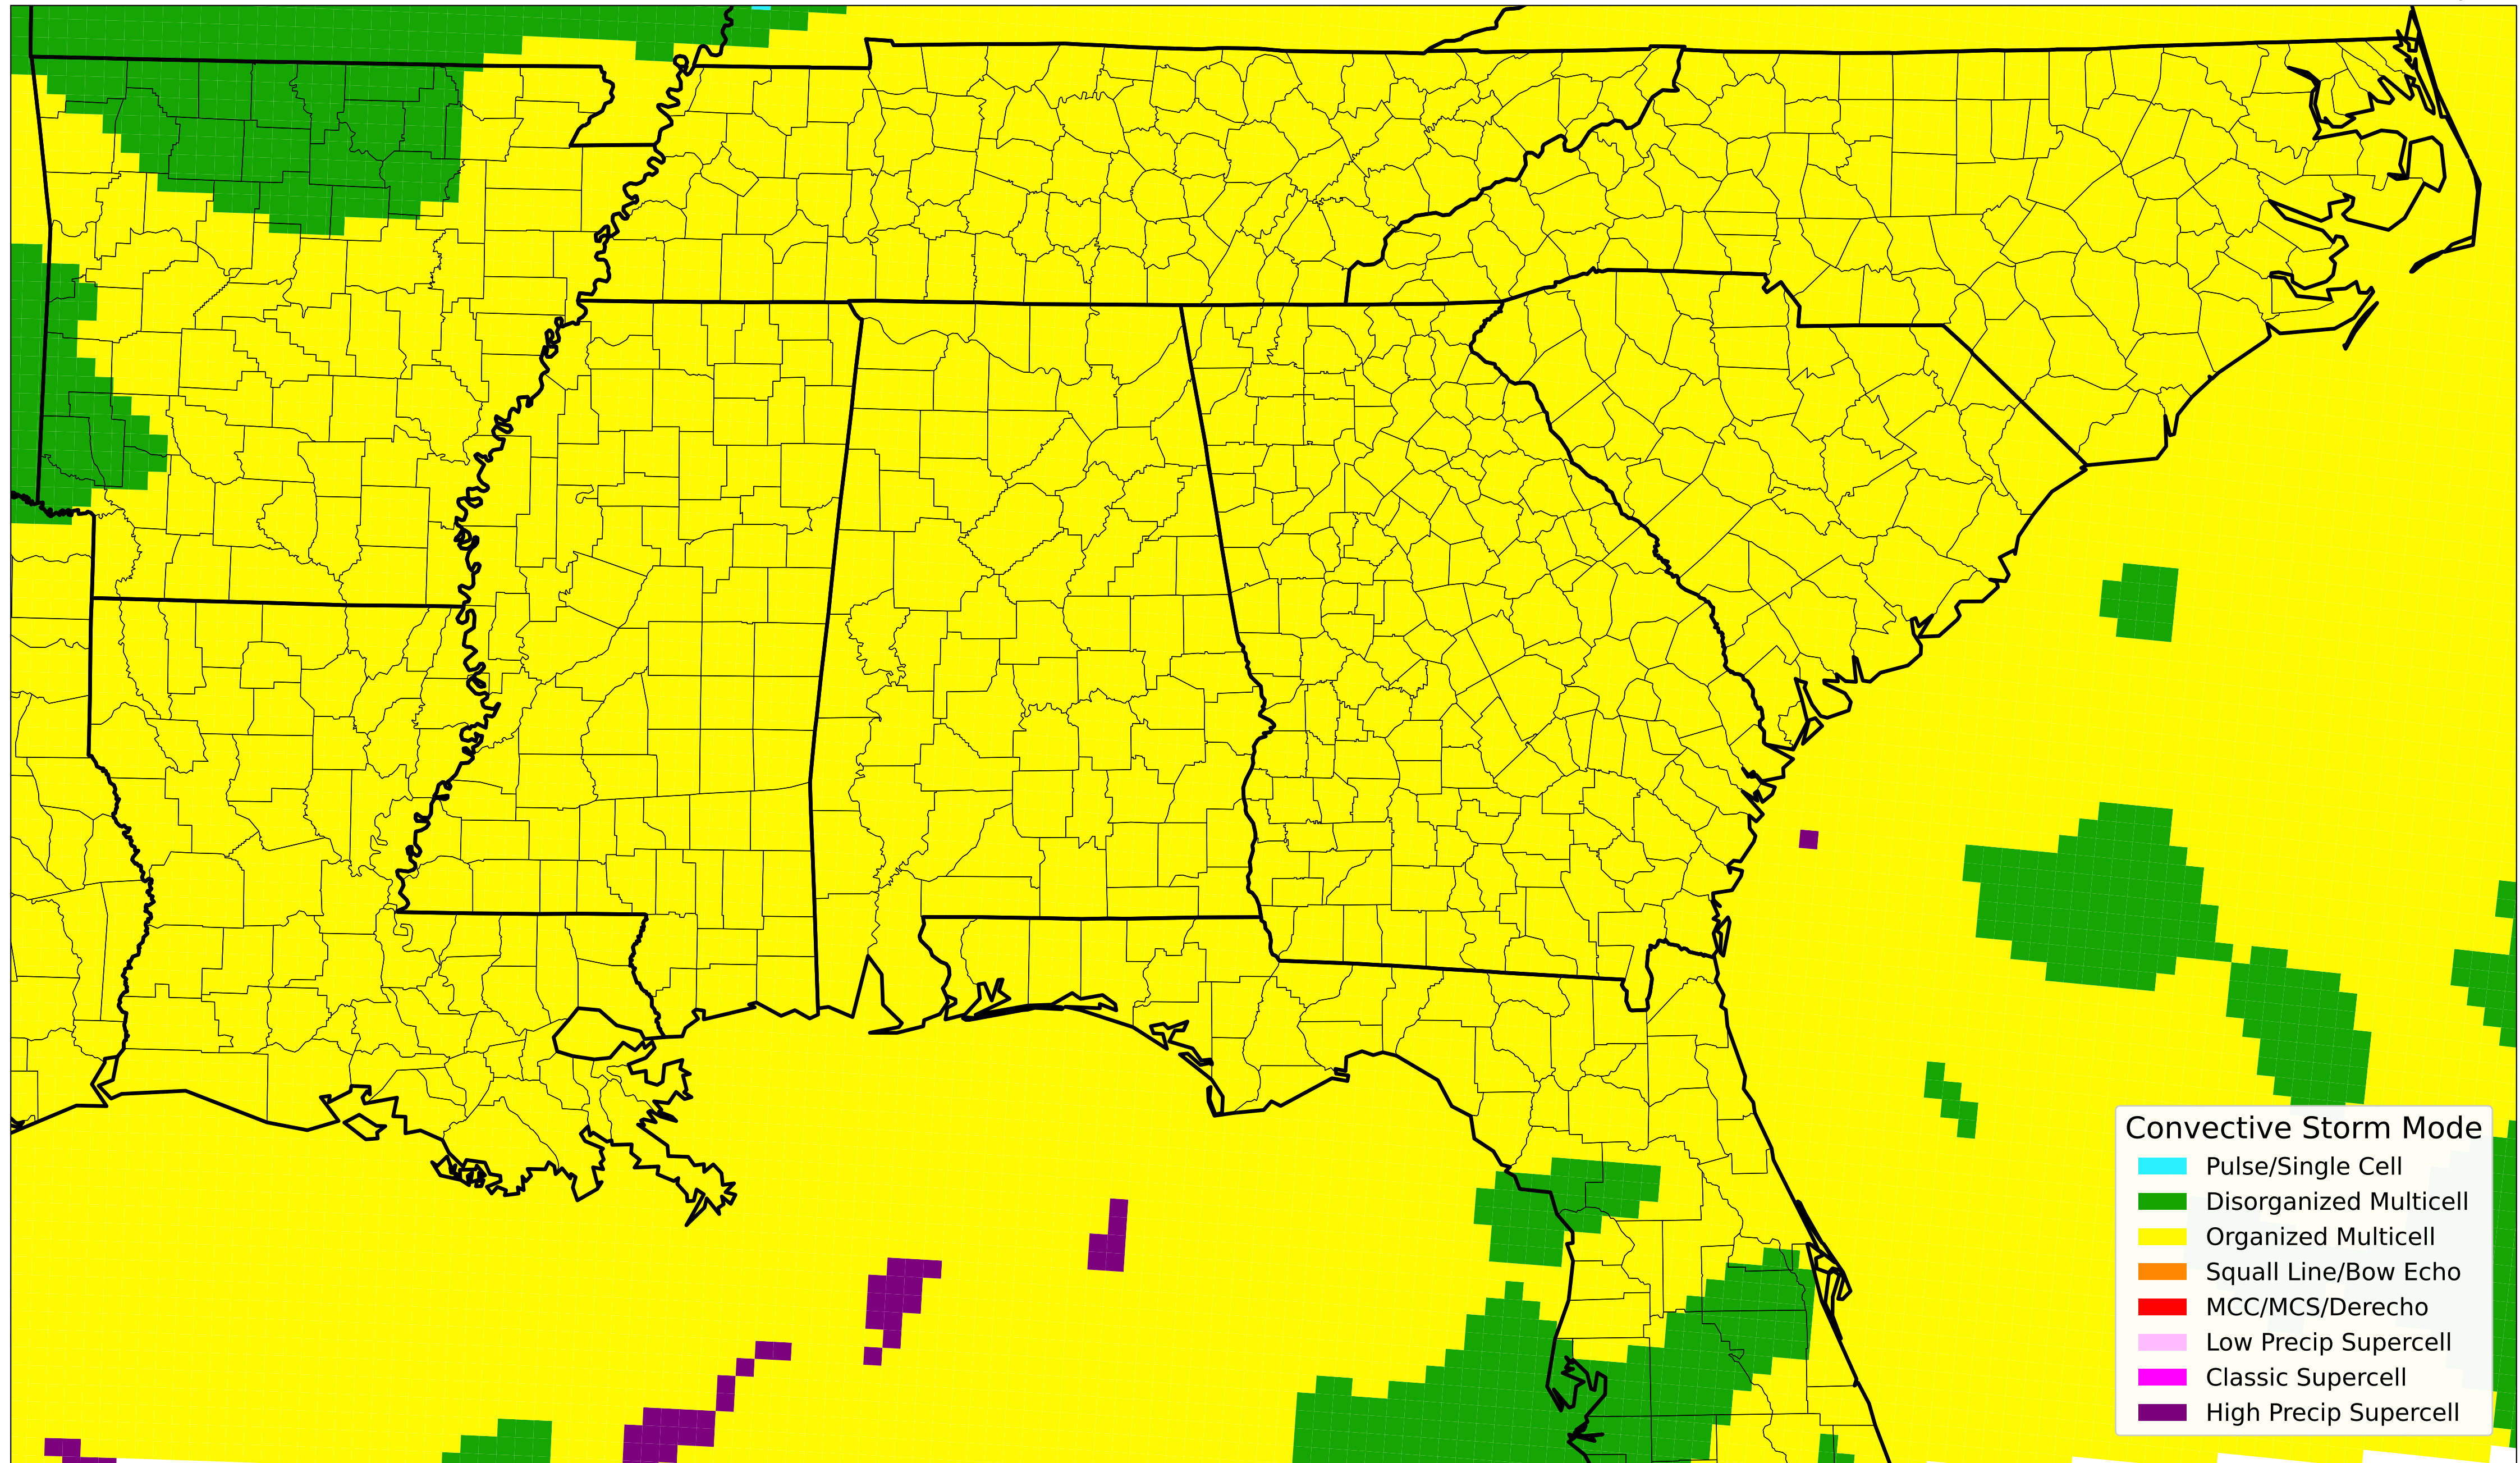 Convective Storm Mode
Pulse/Single Cell
Disorganized Multicell
Organized Multicell
Squall Line/Bow Echo
MCC/MCS/Derecho
Low Precip Supercell
Classic Supercell
High Precip Supercell